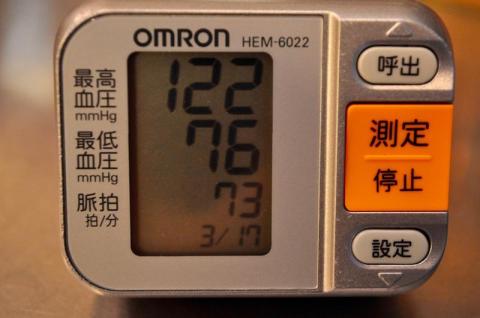 OMRON HEM-6022
最高
血圧
mmHg
122
最低
血圧
mmHg
76
脈拍
拍/分
73
3/17
呼出
測定
停止
設定